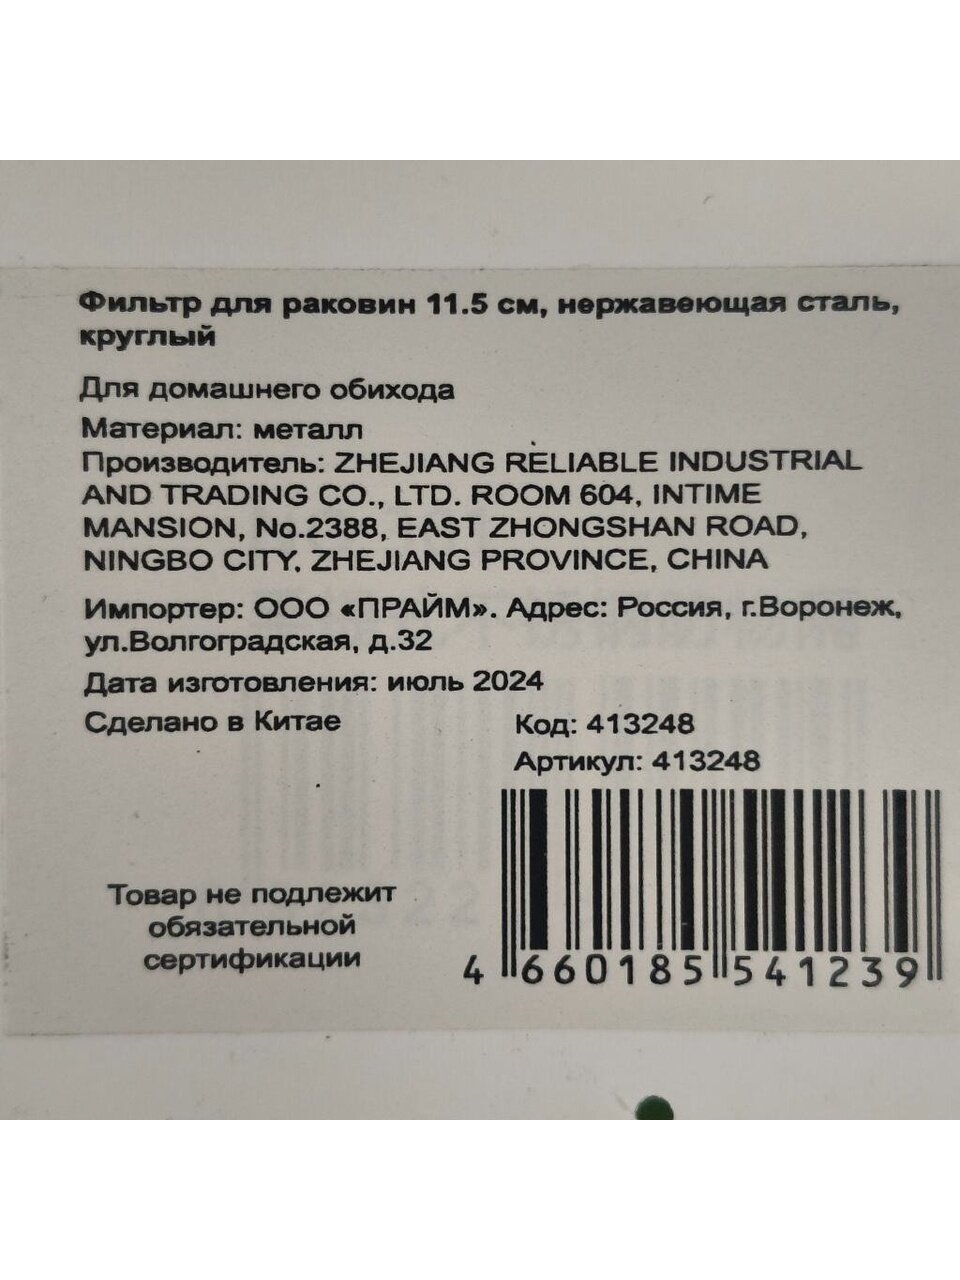 Фильтр для раковин 11.5 см, нержавеющая сталь,
круглый
Для домашнего обихода
Материал: металл
Производитель: ZHEJIANG RELIABLE INDUSTRIAL
AND TRADING CO., LTD. ROOM 604, INTIME
MANSION, No.2388, EAST ZHONGSHAN ROAD,
NINGBO CITY, ZHEJIANG PROVINCE, CHINA
Импортер: ООО «ПРАЙМ». Адрес: Россия, г.Воронеж,
ул.Волгоградская, д.32
Дата изготовления: июль 2024
Сделано в Китае
Код: 413248
Артикул: 413248
Товар не подлежит
обязательной
сертификации
4 660185 541239